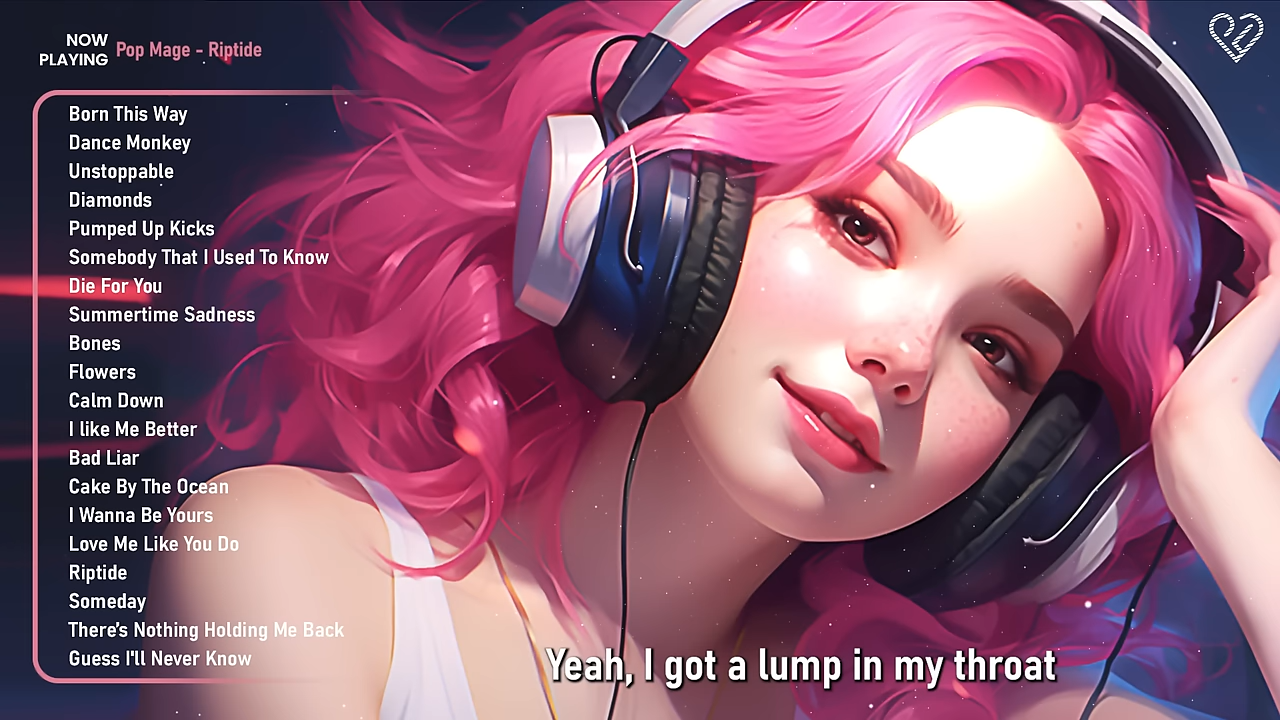 NOW
PLAYING
Pop Mage - Riptide
Born This Way
Dance Monkey
Unstoppable
Diamonds
Pumped Up Kicks
Somebody That I Used To Know
Die For You
Summertime Sadness
Bones
Flowers
Calm Down
I like Me Better
Bad Liar
Cake By The Ocean
I Wanna Be Yours
Love Me Like You Do
Riptide
Someday
There's Nothing Holding Me Back
Guess I'll Never Know
Yeah, I got a lump in my throat